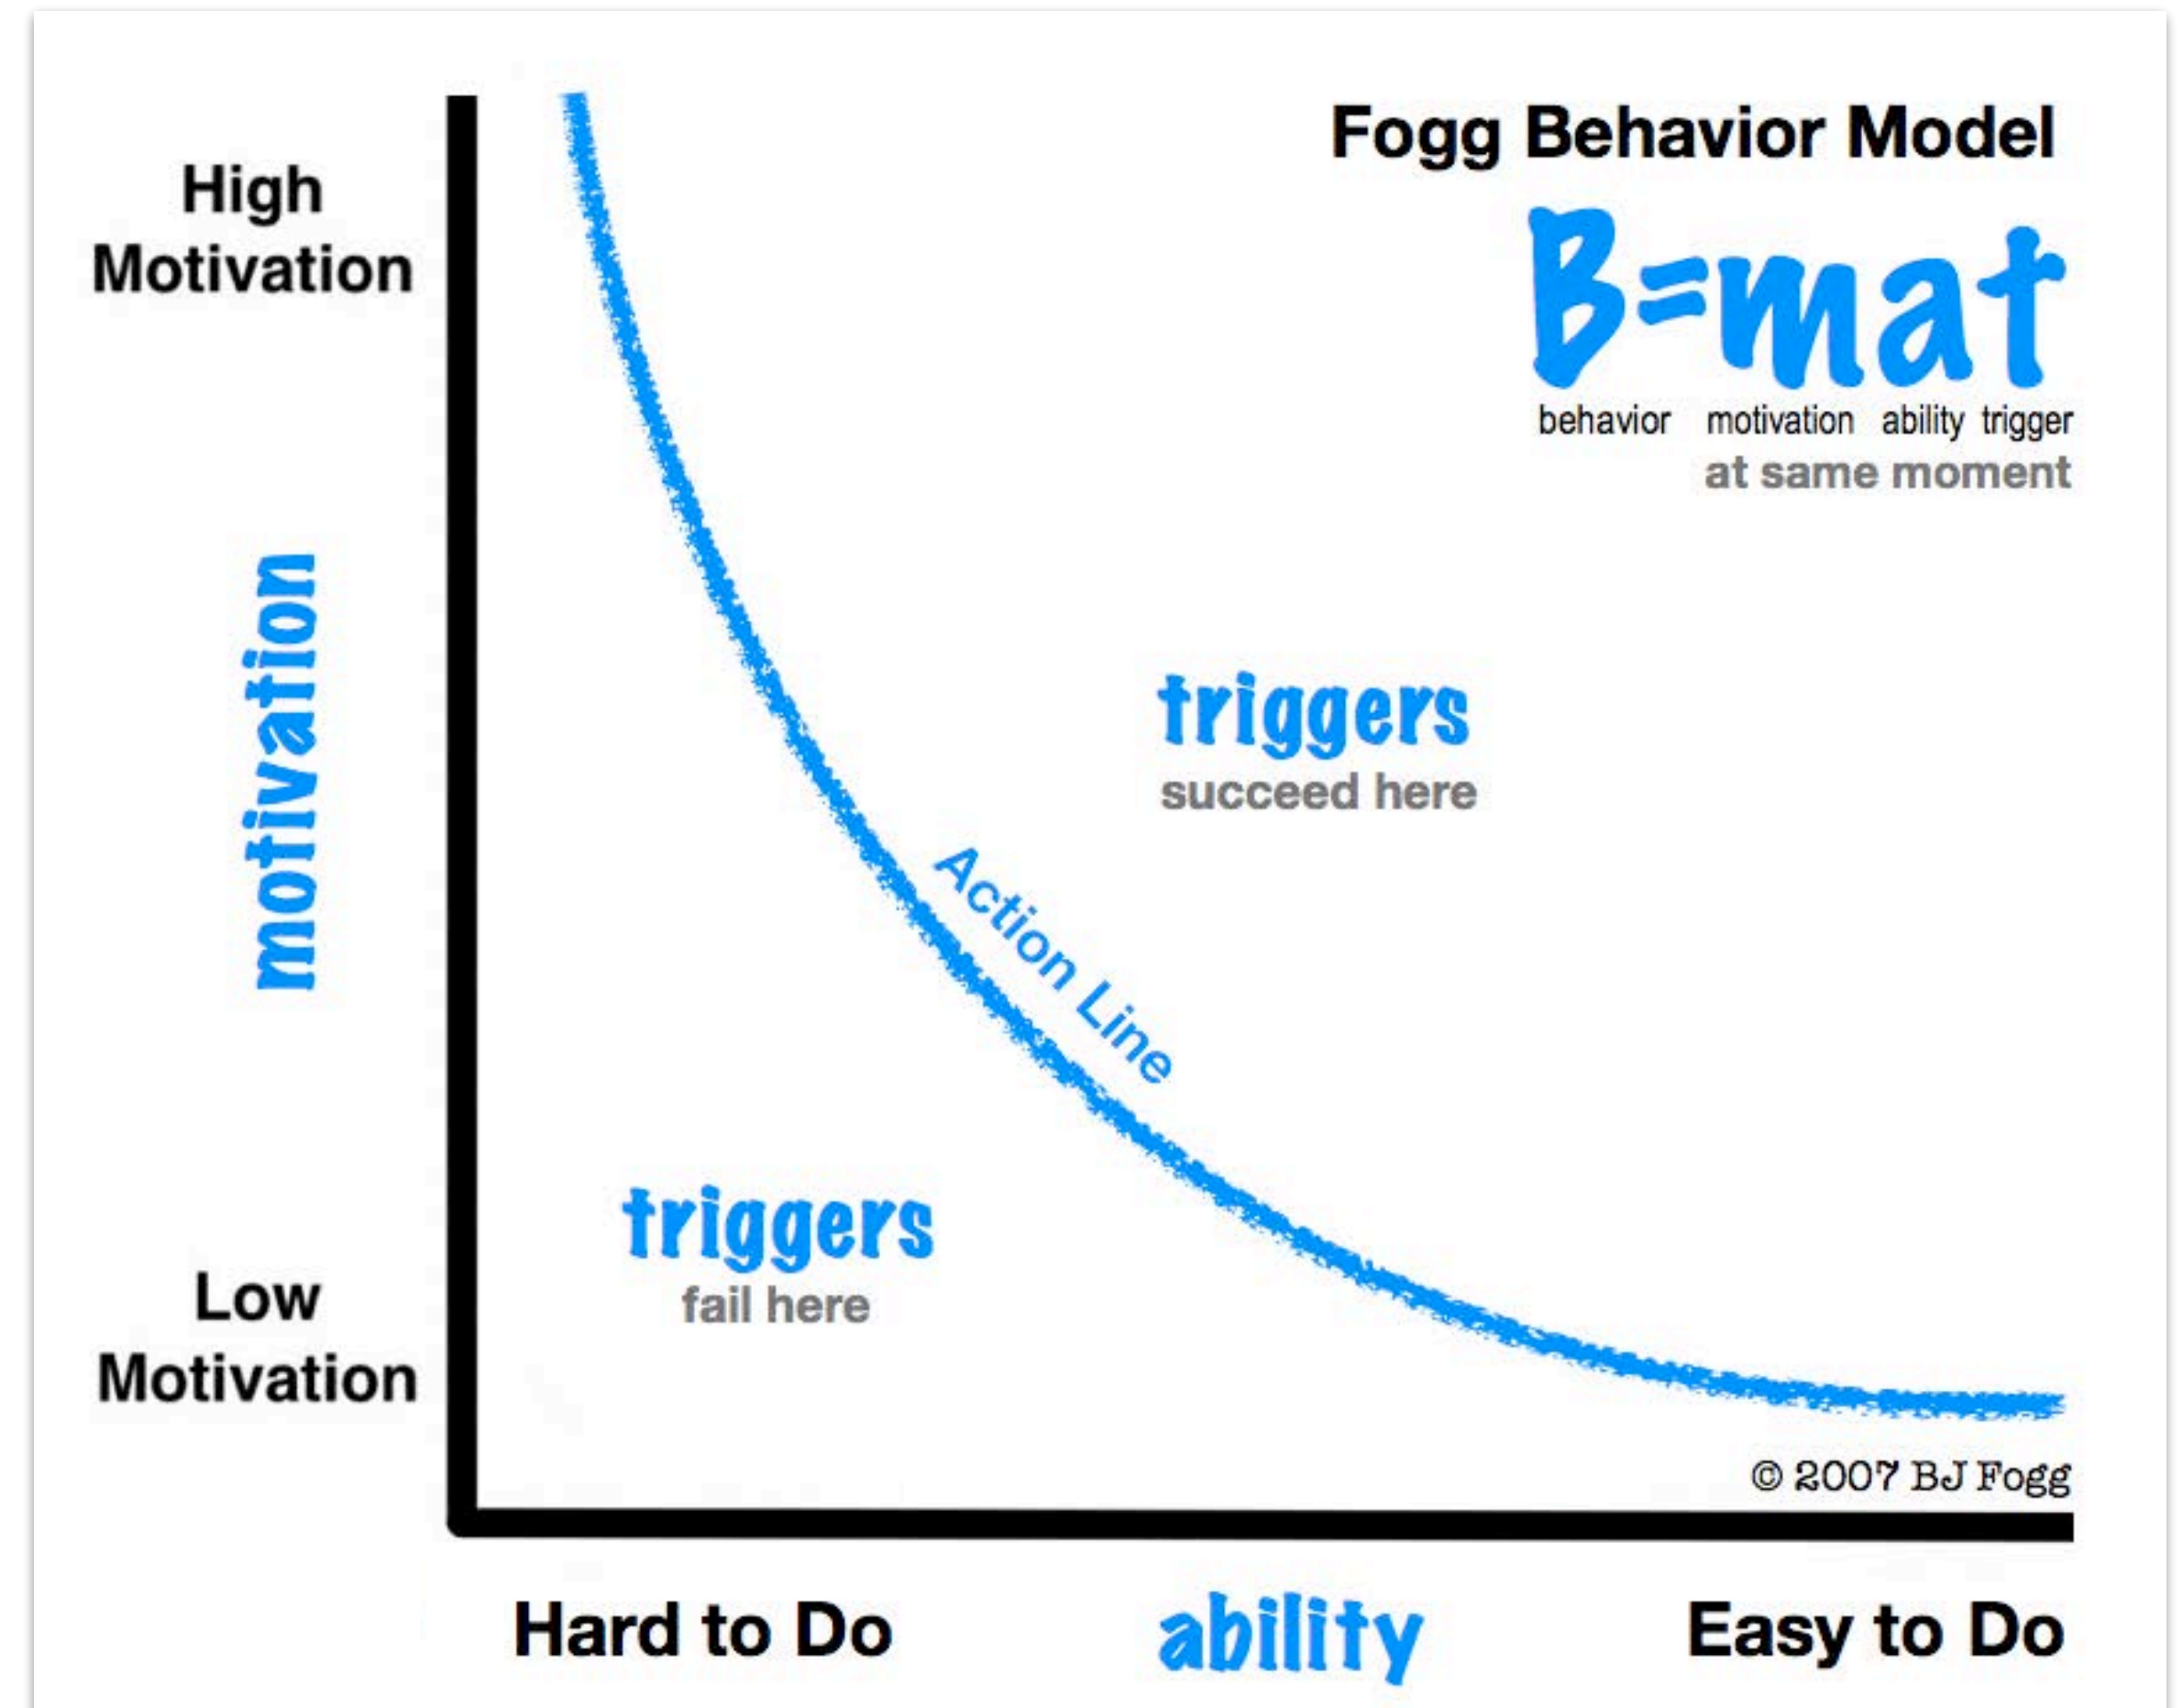 Fogg Behavior Model
B=mat
behavior motivation ability trigger
at same moment
High
Motivation
motivation
triggers
succeed here
Action Line
triggers
fail here
Low
Motivation
© 2007 BJ Fogg
Hard to Do
ability
Easy to Do